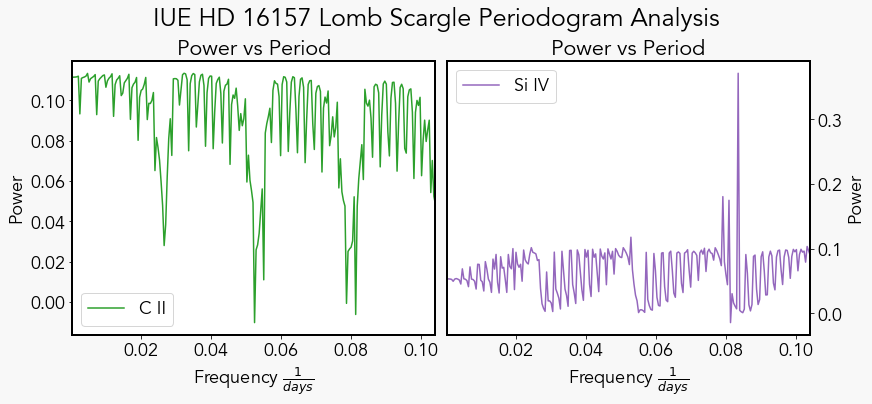 IUE HD 16157 Lomb Scargle Periodogram Analysis
Power vs Period
Power
0.10
0.08
0.06
0.04
0.02
0.00
C II
0.02 0.04 0.06 0.08 0.10
Frequency 1/days
Power vs Period
Si IV
0.3
0.2
0.1
0.0
Power
0.02 0.04 0.06 0.08 0.10
Frequency 1/days